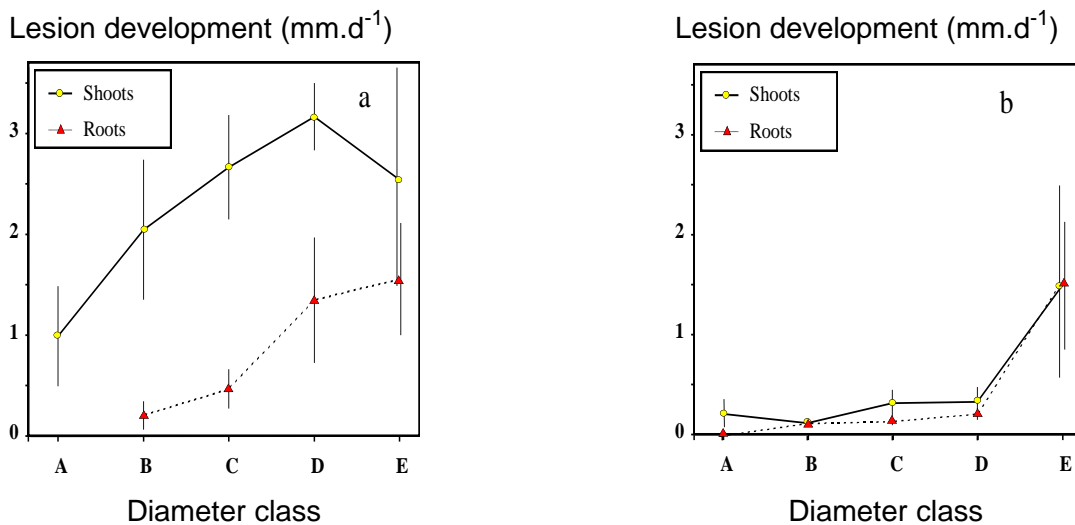 Lesion development (mm.d-1)
Shoots
Roots
a
3
2
1
0
A B C D E
Diameter class
Lesion development (mm.d-1)
Shoots
Roots
b
3
2
1
0
A B C D E
Diameter class